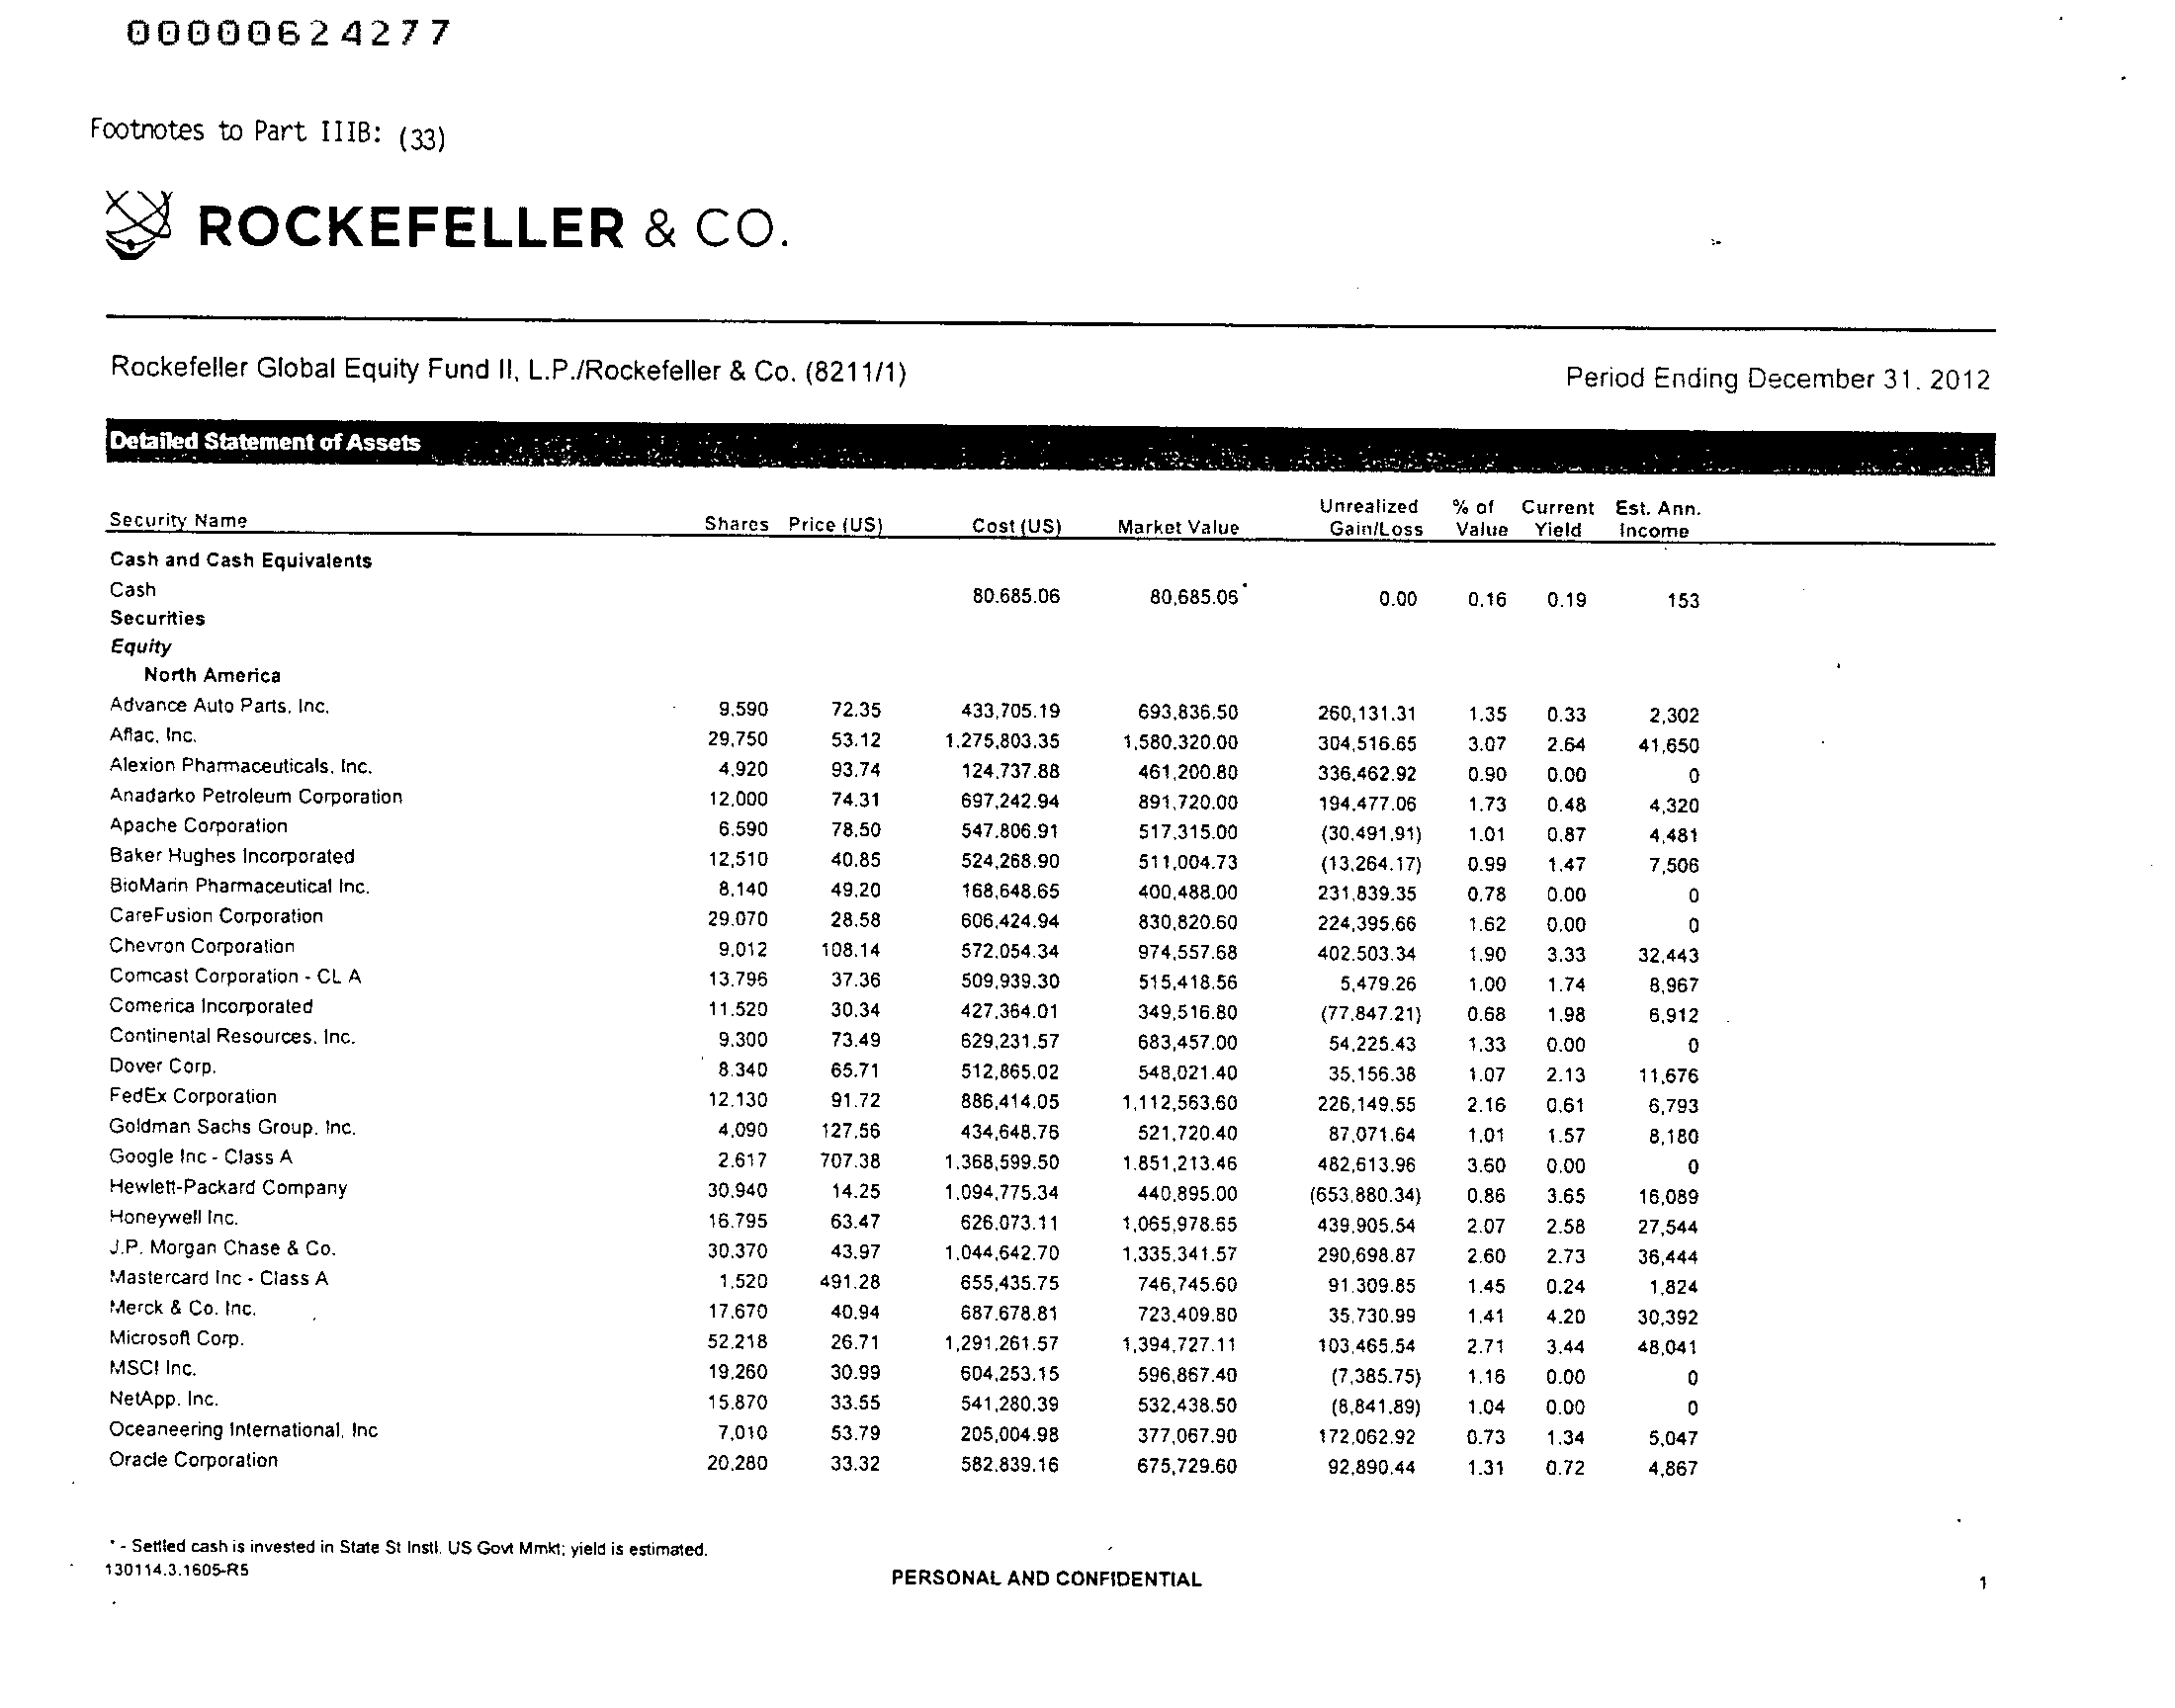 00000624277
Footnotes to Part IIIB: (33)
ROCKEFELLER & CO.
Rockefeller Global Equity Fund II, L.P./Rockefeller & Co. (8211/1) Period Ending December 31, 2012
Detailed Statement of Assets
Security Name Shares Price (US) Cost (US) Market Value Unrealized Gain/Loss % of Value Current Yield Est. Ann. Income
Cash and Cash Equivalents
Cash 80,685.06 80,685.06* 0.00 0.16 0.19 153
Securities
Equity
North America
Advance Auto Parts, Inc. 9,590 72.35 433,705.19 693,836.50 260,131.31 1.35 0.33 2,302
Aflac, Inc. 29,750 53.12 1,275,803.35 1,580,320.00 304,516.65 3.07 2.64 41,650
Alexion Pharmaceuticals, Inc. 4,920 93.74 124,737.88 461,200.80 336,462.92 0.90 0.00 0
Anadarko Petroleum Corporation 12,000 74.31 697,242.94 891,720.00 194,477.06 1.73 0.48 4,320
Apache Corporation 6,590 78.50 547,806.91 517,315.00 (30,491.91) 1.01 0.87 4,481
Baker Hughes Incorporated 12,510 40.85 524,268.90 511,004.73 (13,264.17) 0.99 1.47 7,506
BioMarin Pharmaceutical Inc. 8,140 49.20 168,648.65 400,488.00 231,839.35 0.78 0.00 0
CareFusion Corporation 29,070 28.58 606,424.94 830,820.60 224,395.66 1.62 0.00 0
Chevron Corporation 9,012 108.14 572,054.34 974,557.68 402,503.34 1.90 3.33 32,443
Comcast Corporation - CL A 13,796 37.36 509,939.30 515,418.56 5,479.26 1.00 1.74 8,967
Comerica Incorporated 11,520 30.34 427,364.01 349,516.80 (77,847.21) 0.68 1.98 6,912
Continental Resources, Inc. 9,300 73.49 629,231.57 683,457.00 54,225.43 1.33 0.00 0
Dover Corp. 8,340 65.71 512,865.02 548,021.40 35,156.38 1.07 2.13 11,676
FedEx Corporation 12,130 91.72 886,414.05 1,112,563.60 226,149.55 2.16 0.61 6,793
Goldman Sachs Group, Inc. 4,090 127.56 434,648.76 521,720.40 87,071.64 1.01 1.57 8,180
Google Inc - Class A 2,617 707.38 1,368,599.50 1,851,213.46 482,613.96 3.60 0.00 0
Hewlett-Packard Company 30,940 14.25 1,094,775.34 440,895.00 (653,880.34) 0.86 3.65 16,089
Honeywell Inc. 16,795 63.47 626,073.11 1,065,978.65 439,905.54 2.07 2.58 27,544
J.P. Morgan Chase & Co. 30,370 43.97 1,044,642.70 1,335,341.57 290,698.87 2.60 2.73 36,444
Mastercard Inc - Class A 1,520 491.28 655,435.75 746,745.60 91,309.85 1.45 0.24 1,824
Merck & Co. Inc. 17,670 40.94 687,678.81 723,409.80 35,730.99 1.41 4.20 30,392
Microsoft Corp. 52,218 26.71 1,291,261.57 1,394,727.11 103,465.54 2.71 3.44 48,041
MSCI Inc. 19,260 30.99 604,253.15 596,867.40 (7,385.75) 1.16 0.00 0
NetApp, Inc. 15,870 33.55 541,280.39 532,438.50 (8,841.89) 1.04 0.00 0
Oceaneering International, Inc 7,010 53.79 205,004.98 377,067.90 172,062.92 0.73 1.34 5,047
Oracle Corporation 20,280 33.32 582,839.16 675,729.60 92,890.44 1.31 0.72 4,867
* - Settled cash is invested in State St Instl. US Govt Mmkt; yield is estimated.
130114.3.1605-R5
PERSONAL AND CONFIDENTIAL 1